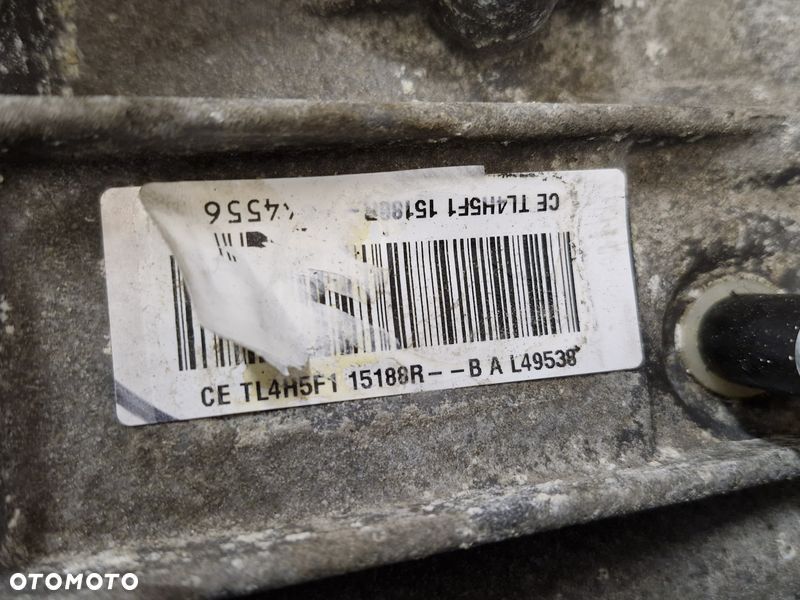 CE TL4H5F1 15188R-
4556
CE TL4H5F1 15188R- -B A L49538
OTOMOTO